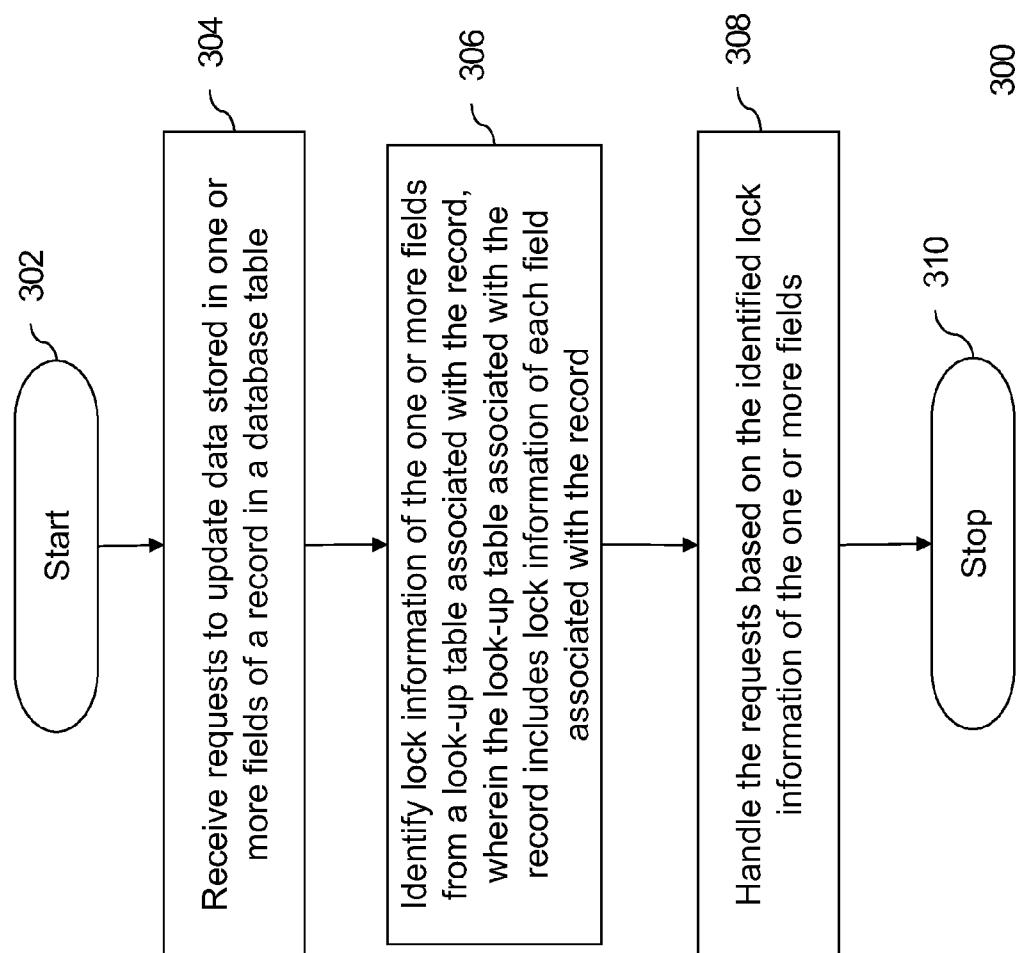 Start
302
Receive requests to update data stored in one or
more fields of a record in a database table
304
Identify lock information of the one or more fields
from a look-up table associated with the record,
wherein the look-up table associated with the
record includes lock information of each field
associated with the record
306
Handle the requests based on the identified lock
information of the one or more fields
308
Stop
310
300